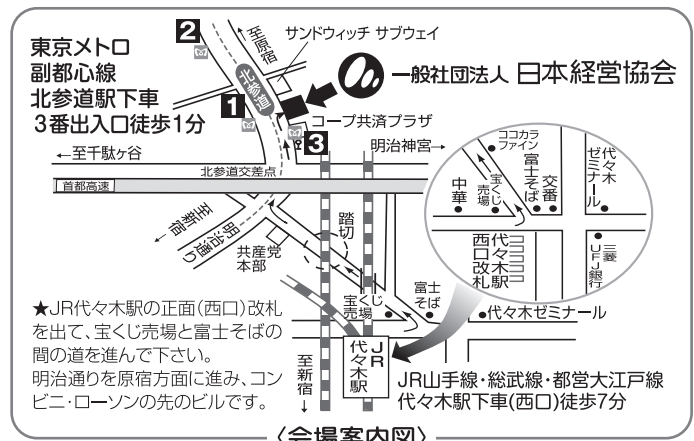 東京メトロ
副都心線
北参道駅下車
3番出入口徒歩1分
2
至原宿
サンドウィッチ サブウェイ
北参道
一般社団法人 日本経営協会
1
3
コープ共済プラザ
←至千駄ヶ谷
明治神宮→
北参道交差点
首都高速
至新宿
明治通り
共産党
本部
踏切
宝くじ
売場
富士
そば
代々木ゼミナール
ココカラ
ファイン
中華
宝くじ
売場
富士そば
交番
代々木
ゼミナール
代々木駅
西口改札
三菱
UFJ銀行
★JR代々木駅の正面(西口)改札
を出て、宝くじ売場と富士そばの
間の道を進んで下さい。
明治通りを原宿方面に進み、コン
ビニ・ローソンの先のビルです。
至新宿↓
JR
代々木駅
JR山手線・総武線・都営大江戸線
代々木駅下車(西口)徒歩7分
〈会場案内図〉